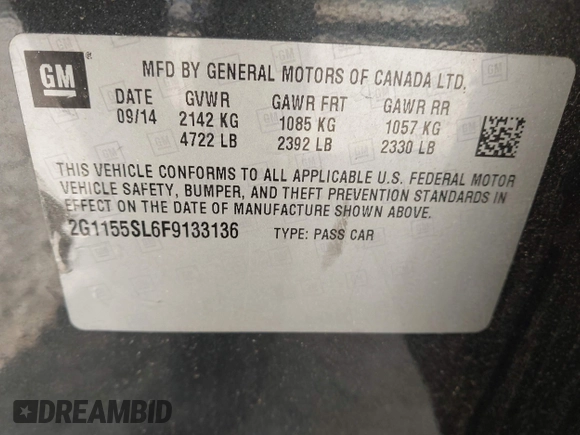 GM
MFD BY GENERAL MOTORS OF CANADA LTD.
DATE GVWR GAWR FRT GAWR RR
09/14 2142 KG 1085 KG 1057 KG
4722 LB 2392 LB 2330 LB
THIS VEHICLE CONFORMS TO ALL APPLICABLE U.S. FEDERAL MOTOR
VEHICLE SAFETY, BUMPER, AND THEFT PREVENTION STANDARDS IN
EFFECT ON THE DATE OF MANUFACTURE SHOWN ABOVE.
2G1155SL6F9133136 TYPE: PASS CAR
DREAMBID